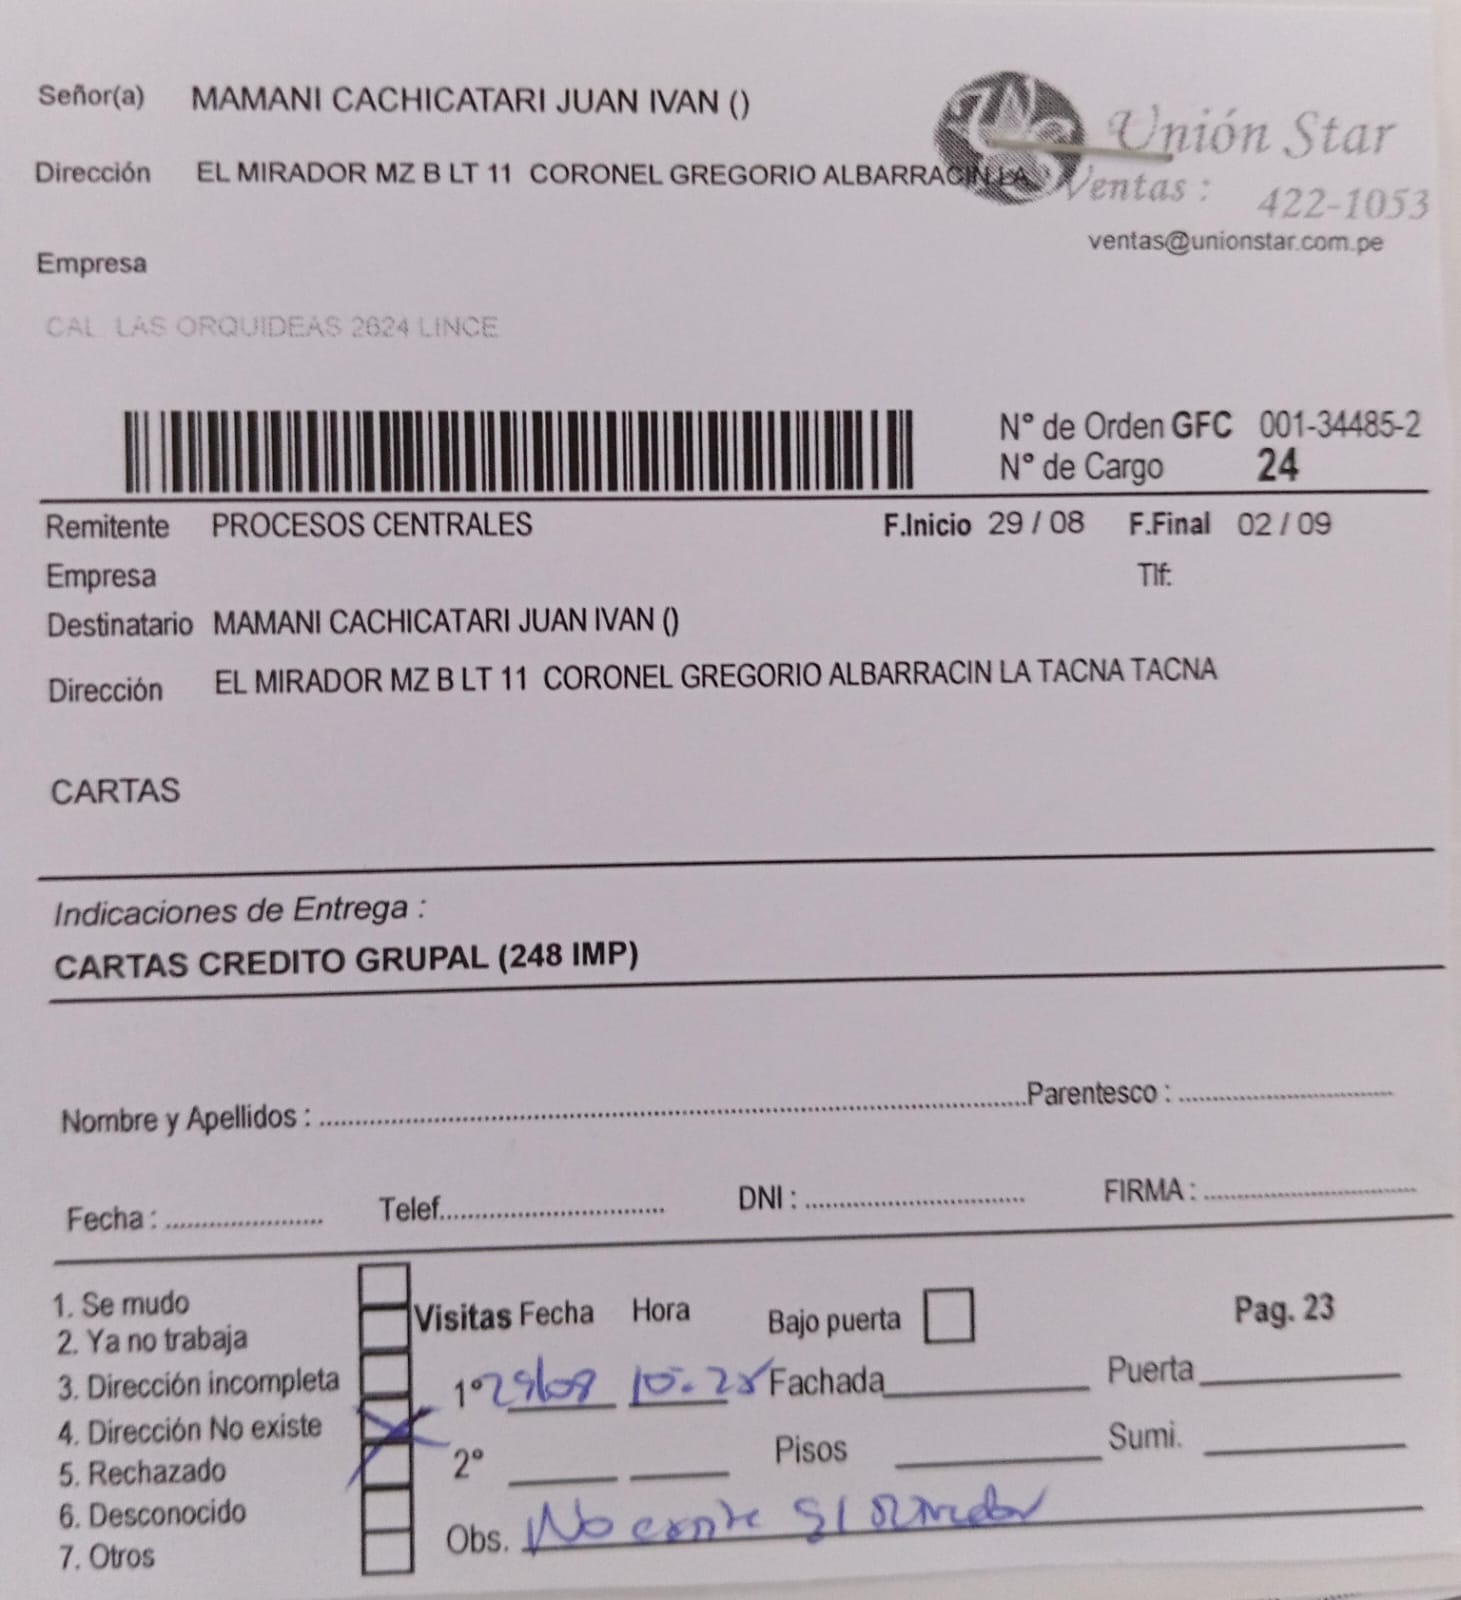 Señor(a) MAMANI CACHICATARI JUAN IVAN ()
Unión Star
Dirección EL MIRADOR MZ B LT 11 CORONEL GREGORIO ALBARRACIN LA
Ventas : 422-1053
ventas@unionstar.com.pe
Empresa
CAL LAS ORQUIDEAS 2624 LINCE
N° de Orden GFC 001-34485-2
N° de Cargo 24
Remitente PROCESOS CENTRALES F.Inicio 29 / 08 F.Final 02 / 09
Empresa Tlf:
Destinatario MAMANI CACHICATARI JUAN IVAN ()
Dirección EL MIRADOR MZ B LT 11 CORONEL GREGORIO ALBARRACIN LA TACNA TACNA
CARTAS
Indicaciones de Entrega :
CARTAS CREDITO GRUPAL (248 IMP)
Nombre y Apellidos : Parentesco :
Fecha : Telef. DNI : FIRMA :
1. Se mudo
Visitas Fecha Hora Bajo puerta Pag. 23
2. Ya no trabaja
3. Dirección incompleta
1° 29/08 Fachada Puerta
4. Dirección No existe
2° Pisos Sumi.
5. Rechazado
6. Desconocido
Obs. No existe El Mirador
7. Otros